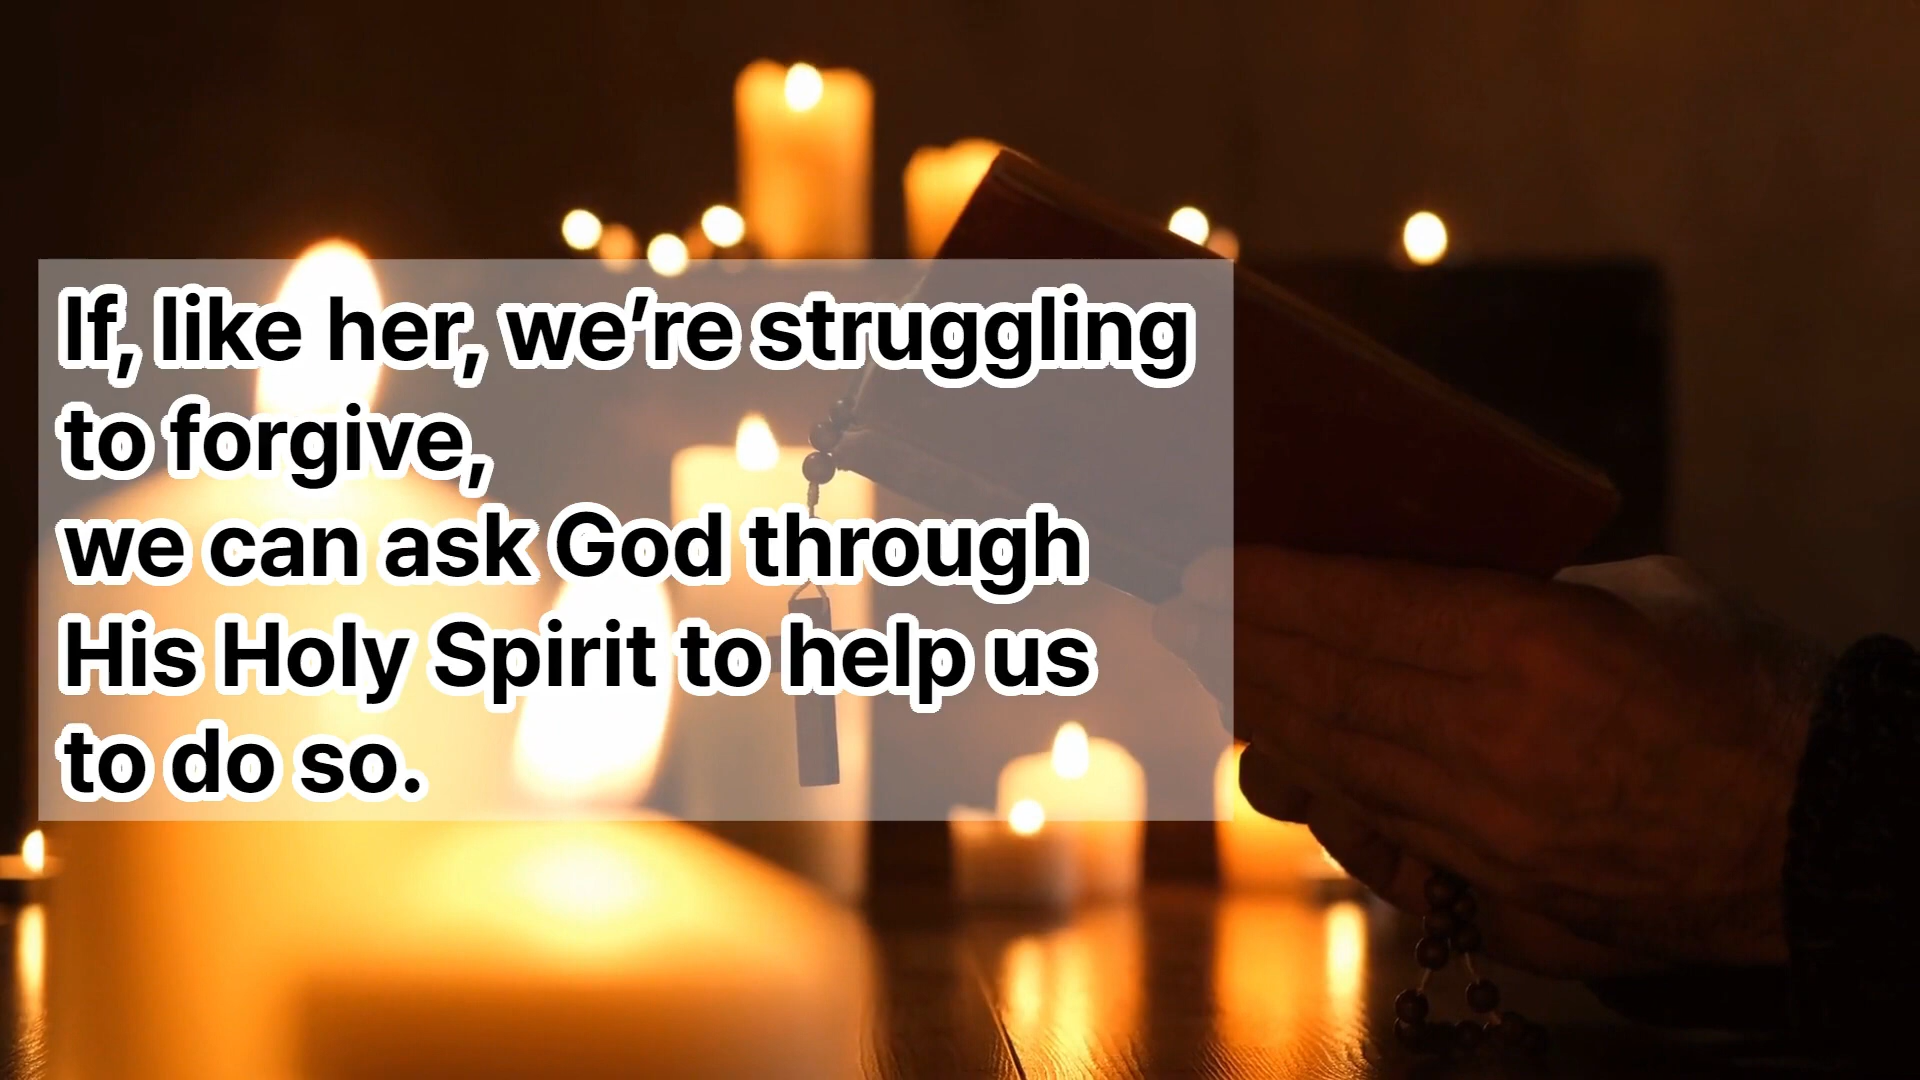 If, like her, we’re struggling
to forgive,
we can ask God through
His Holy Spirit to help us
to do so.